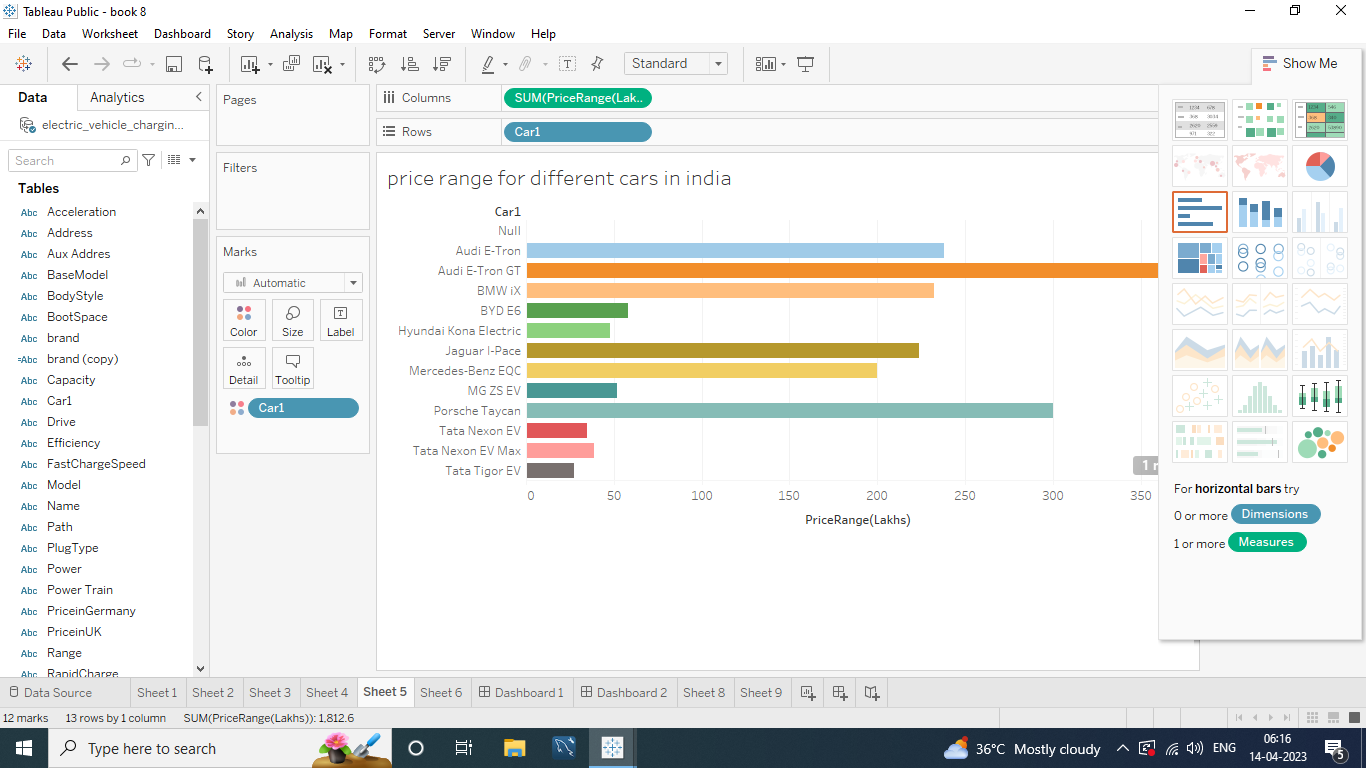 Tableau Public - book 8
File Data Worksheet Dashboard Story Analysis Map Format Server Window Help
Standard
Show Me
Data Analytics
electric_vehicle_chargin...
Search
Tables
Abc Acceleration
Abc Address
Abc Aux Addres
Abc BaseModel
Abc BodyStyle
Abc BootSpace
Abc brand
=Abc brand (copy)
Abc Capacity
Abc Car1
Abc Drive
Abc Efficiency
Abc FastChargeSpeed
Abc Model
Abc Name
Abc Path
Abc PlugType
Abc Power
Abc Power Train
Abc PriceinGermany
Abc PriceinUK
Abc Range
Abc RapidCharge
Pages
Filters
Marks
Automatic
Color Size Label
Detail Tooltip
Car1
Columns SUM(PriceRange(Lak..
Rows Car1
price range for different cars in india
Car1
Null
Audi E-Tron
Audi E-Tron GT
BMW iX
BYD E6
Hyundai Kona Electric
Jaguar I-Pace
Mercedes-Benz EQC
MG ZS EV
Porsche Taycan
Tata Nexon EV
Tata Nexon EV Max
Tata Tigor EV
0 50 100 150 200 250 300 350
PriceRange(Lakhs)
For horizontal bars try
0 or more Dimensions
1 or more Measures
Data Source Sheet 1 Sheet 2 Sheet 3 Sheet 4 Sheet 5 Sheet 6 Dashboard 1 Dashboard 2 Sheet 8 Sheet 9
12 marks 13 rows by 1 column SUM(PriceRange(Lakhs)): 1,812.6
Type here to search
36°C Mostly cloudy
ENG
06:16
14-04-2023
5